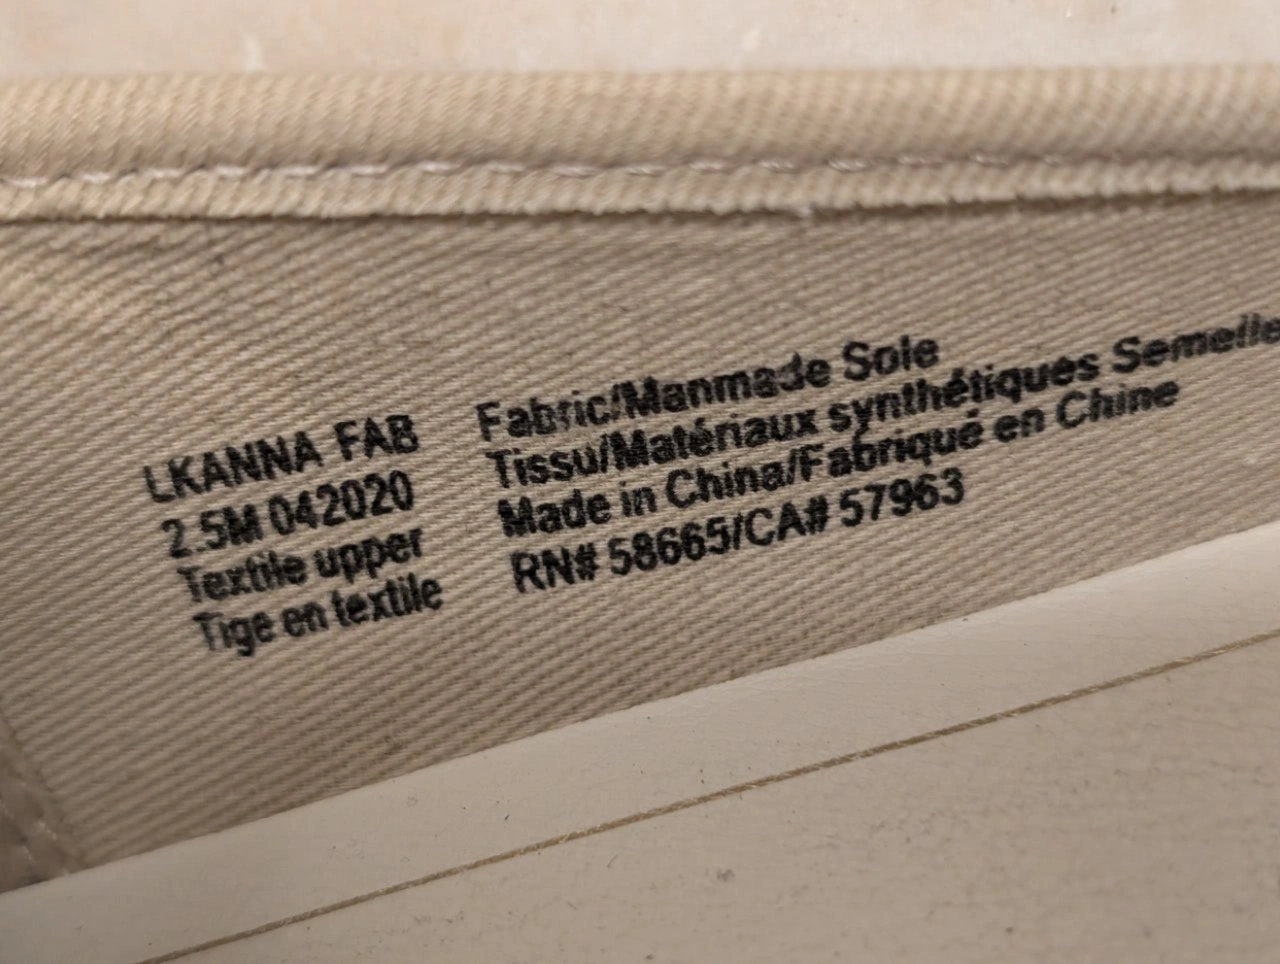 LKANNA FAB
2.5M 042020
Textile upper
Tige en textile
Fabric/Manmade Sole
Tissu/Matériaux synthétiques Semelle
Made in China/Fabriqué en Chine
RN# 58665/CA# 57963